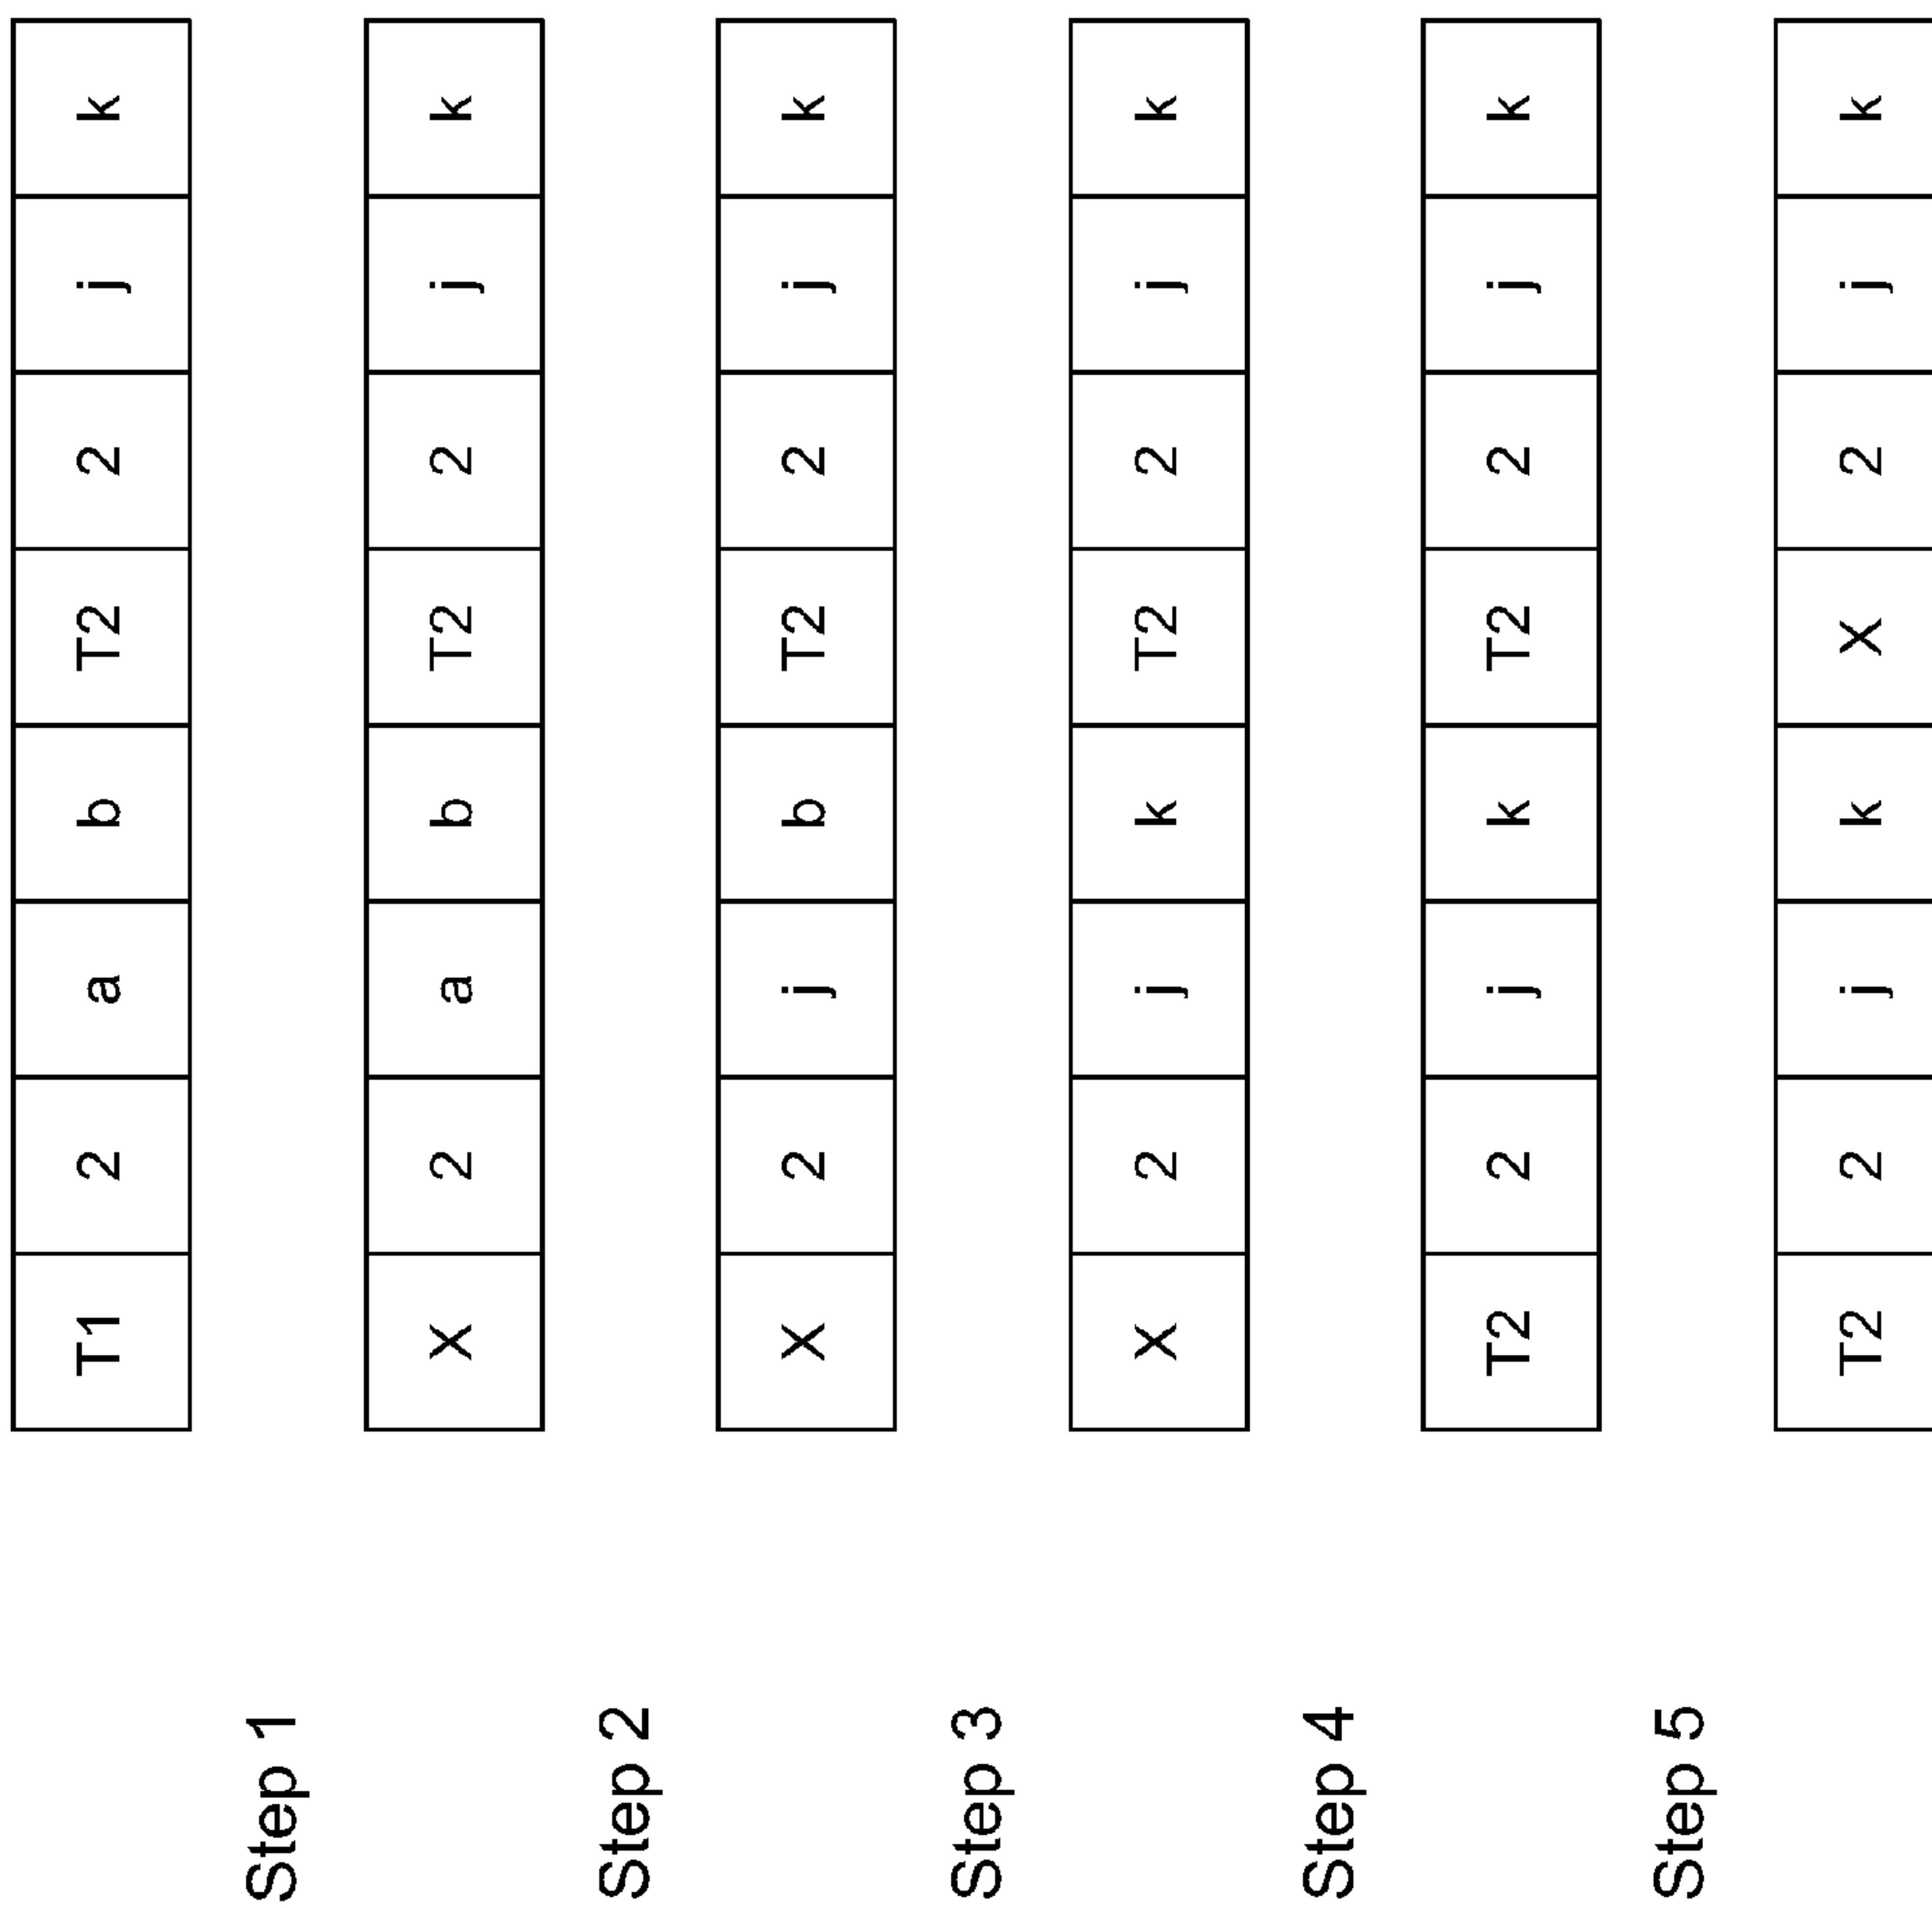 T1 2 a b T2 2 j k
Step 1
X 2 a b T2 2 j k
Step 2
X 2 j b T2 2 j k
Step 3
X 2 j k T2 2 j k
Step 4
T2 2 j k T2 2 j k
Step 5
T2 2 j k X 2 j k